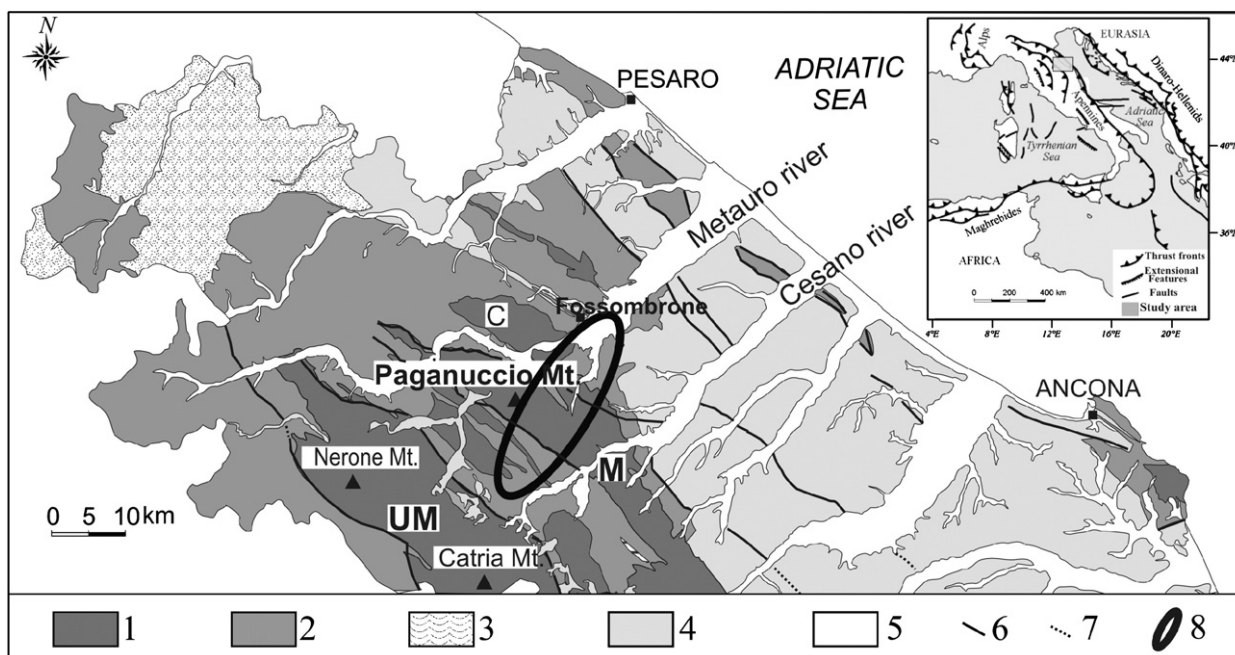 N
PESARO
ADRIATIC
SEA
Metauro river
Cesano river
Fossombrone
C
Paganuccio Mt.
ANCONA
Nerone Mt.
M
UM
Catria Mt.
0 5 10 km
EURASIA
Alps
Dinaro-Hellenids
44°
Apennines
Adriatic
Sea
40°
Tyrrhenian
Sea
Maghrebides
36°
AFRICA
Thrust fronts
Extensional
Features
Faults
Study area
0 200 400 km
4°E 8°E 12°E 16°E 20°E
1 2 3 4 5 6 7 8